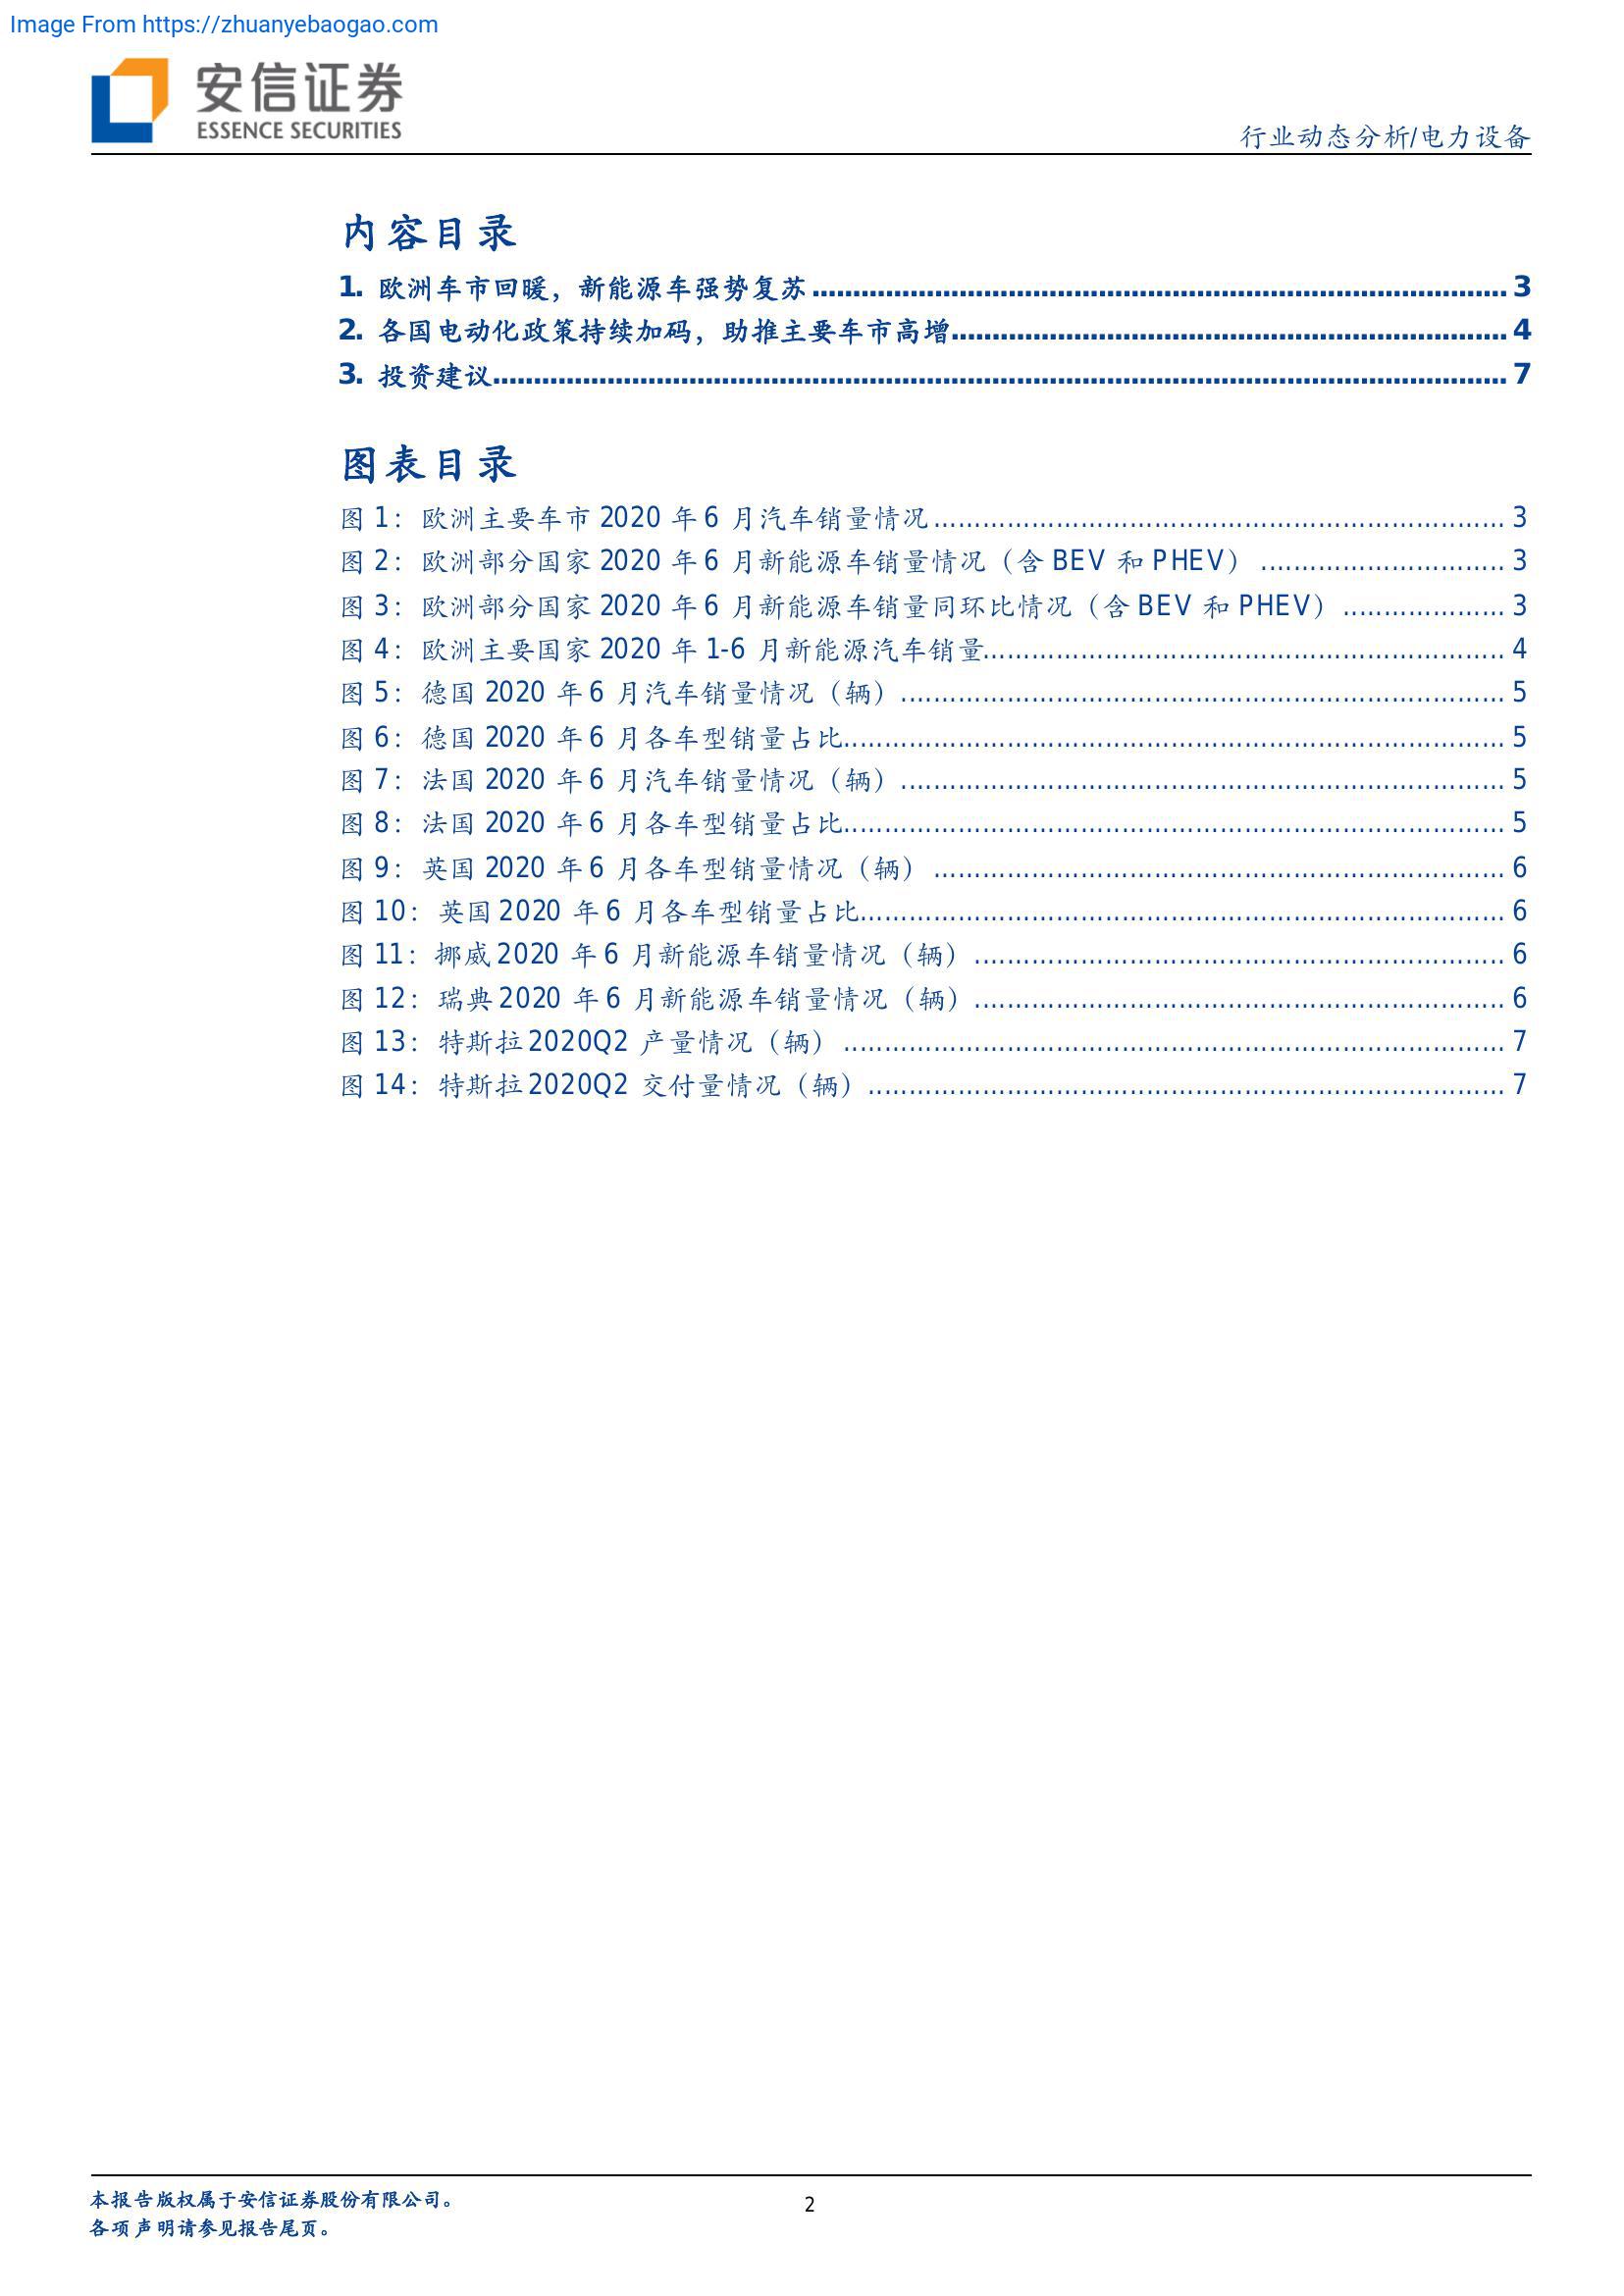 Image From https://zhuanyebaogao.com
安信证券
ESSENCE SECURITIES
行业动态分析/电力设备
内容目录
1. 欧洲车市回暖，新能源车强势复苏 ........ 3
2. 各国电动化政策持续加码，助推主要车市高增 ........ 4
3. 投资建议 ........ 7
图表目录
图 1：欧洲主要车市 2020 年 6 月汽车销量情况 ........ 3
图 2：欧洲部分国家 2020 年 6 月新能源车销量情况（含 BEV 和 PHEV） ........ 3
图 3：欧洲部分国家 2020 年 6 月新能源车销量同环比情况（含 BEV 和 PHEV） ........ 3
图 4：欧洲主要国家 2020 年 1-6 月新能源汽车销量 ........ 4
图 5：德国 2020 年 6 月汽车销量情况（辆） ........ 5
图 6：德国 2020 年 6 月各车型销量占比 ........ 5
图 7：法国 2020 年 6 月汽车销量情况（辆） ........ 5
图 8：法国 2020 年 6 月各车型销量占比 ........ 5
图 9：英国 2020 年 6 月各车型销量情况（辆） ........ 6
图 10：英国 2020 年 6 月各车型销量占比 ........ 6
图 11：挪威 2020 年 6 月新能源车销量情况（辆） ........ 6
图 12：瑞典 2020 年 6 月新能源车销量情况（辆） ........ 6
图 13：特斯拉 2020Q2 产量情况（辆） ........ 7
图 14：特斯拉 2020Q2 交付量情况（辆） ........ 7
本报告版权属于安信证券股份有限公司。
各项声明请参见报告尾页。
2